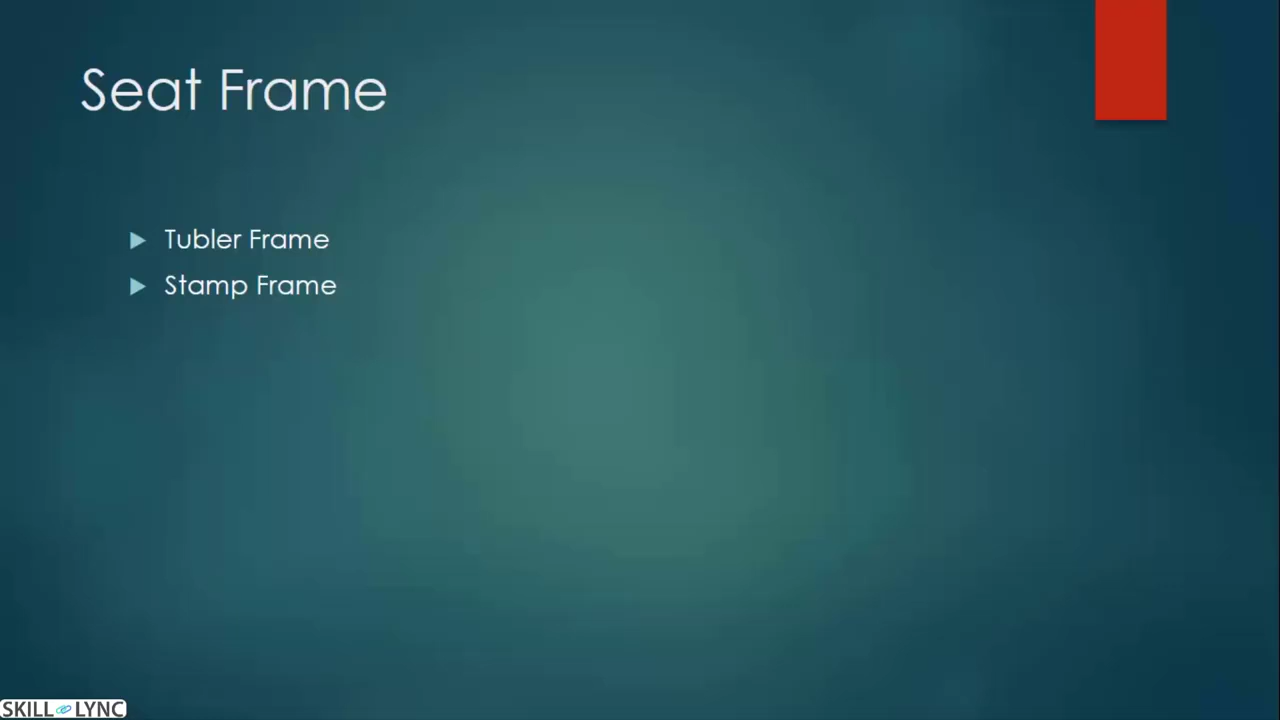 Seat Frame
Tubler Frame
Stamp Frame
SKILL LYNC